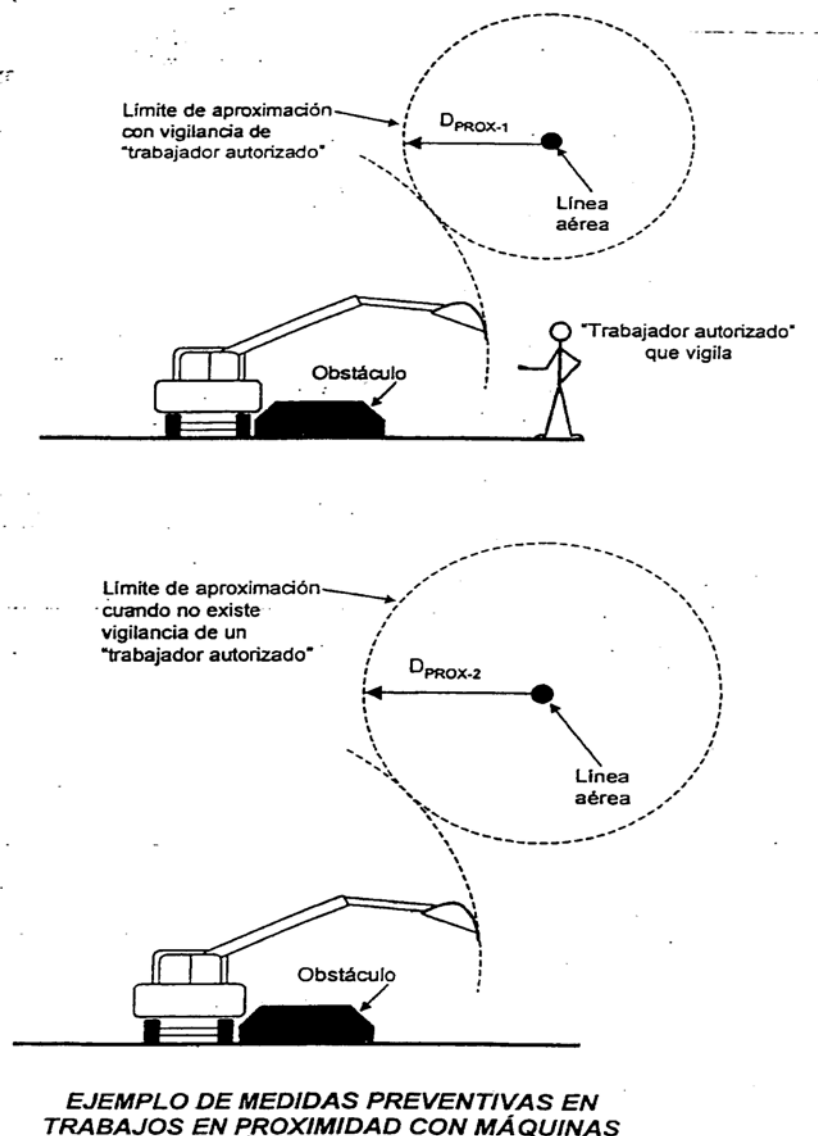 Límite de aproximación
con vigilancia de
"trabajador autorizado"
D PROX-1
Línea
aérea
"Trabajador autorizado"
que vigila
Obstáculo
Límite de aproximación
cuando no existe
vigilancia de un
"trabajador autorizado"
D PROX-2
Línea
aérea
Obstáculo
EJEMPLO DE MEDIDAS PREVENTIVAS EN
TRABAJOS EN PROXIMIDAD CON MÁQUINAS